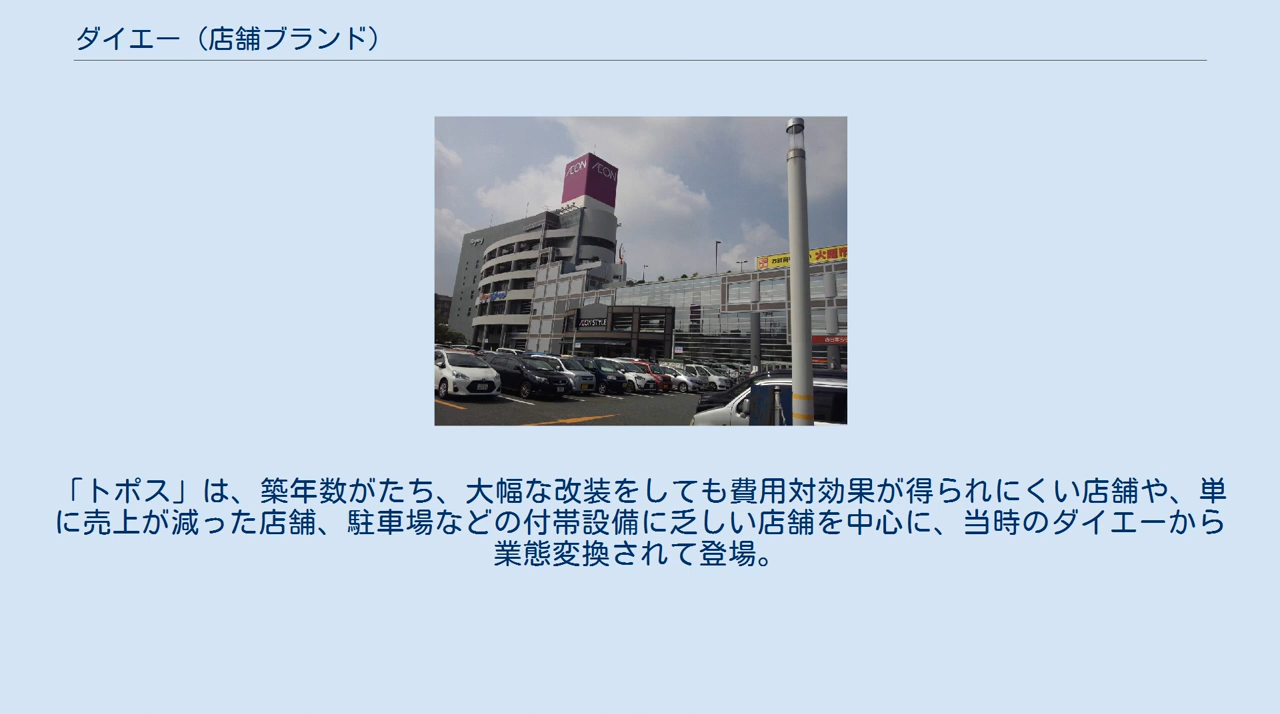 ダイエー（店舗ブランド）
ÆON ÆON
ÆON STYLE
「トポス」は、築年数がたち、大幅な改装をしても費用対効果が得られにくい店舗や、単
に売上が減った店舗、駐車場などの付帯設備に乏しい店舗を中心に、当時のダイエーから
業態変換されて登場。